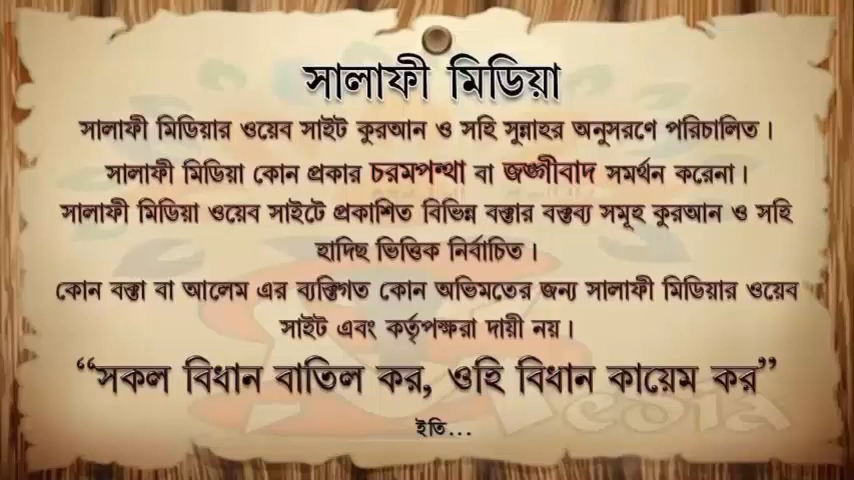 সালাফী মিডিয়া
সালাফী মিডিয়ার ওয়েব সাইট কুরআন ও সহি সুন্নাহর অনুসরণে পরিচালিত।
সালাফী মিডিয়া কোন প্রকার চরমপন্থা বা জঙ্গীবাদ সমর্থন করেনা।
সালাফী মিডিয়া ওয়েব সাইটে প্রকাশিত বিভিন্ন বক্তার বক্তব্য সমূহ কুরআন ও সহি
হাদিছ ভিত্তিক নির্বাচিত।
কোন বক্তা বা আলেম এর ব্যক্তিগত কোন অভিমতের জন্য সালাফী মিডিয়ার ওয়েব
সাইট এবং কর্তৃপক্ষরা দায়ী নয়।
“সকল বিধান বাতিল কর, ওহি বিধান কায়েম কর”
ইতি...